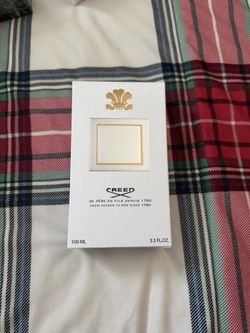 CREED
DE PÈRE EN FILS DEPUIS 1760
FROM FATHER TO SON SINCE 1760
100 ML 3.3 FL.OZ.